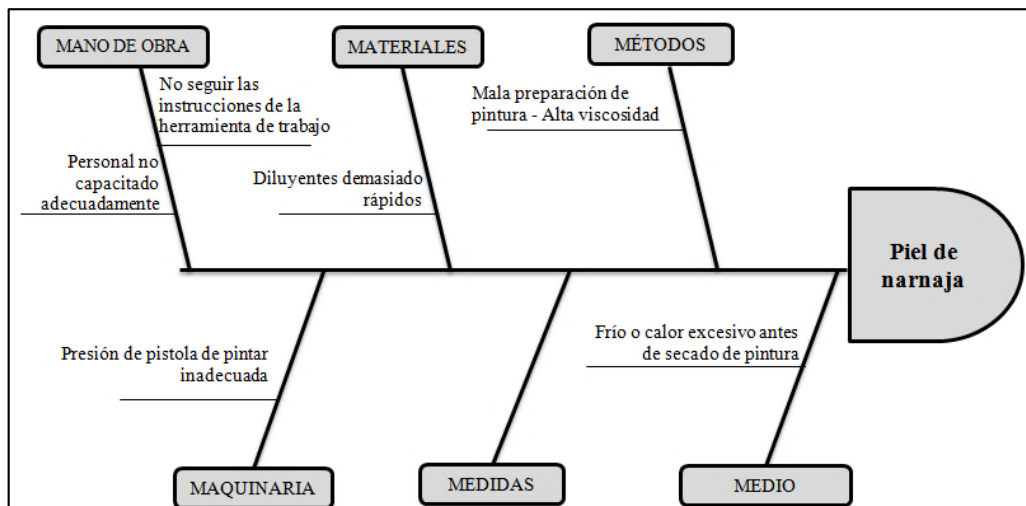 MANO DE OBRA
MATERIALES
MÉTODOS
No seguir las
instrucciones de la
herramienta de trabajo
Personal no
capacitado
adecuadamente
Diluyentes demasiado
rápidos
Mala preparación de
pintura - Alta viscosidad
Piel de
narnaja
Presión de pistola de pintar
inadecuada
Frío o calor excesivo antes
de secado de pintura
MAQUINARIA
MEDIDAS
MEDIO